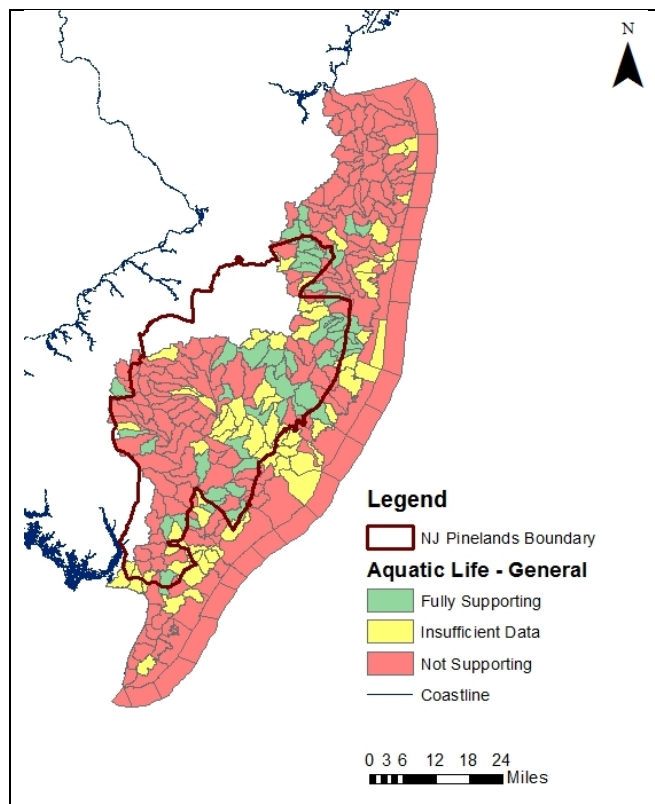 N
Legend
NJ Pinelands Boundary
Aquatic Life - General
Fully Supporting
Insufficient Data
Not Supporting
Coastline
0 3 6 12 18 24
Miles